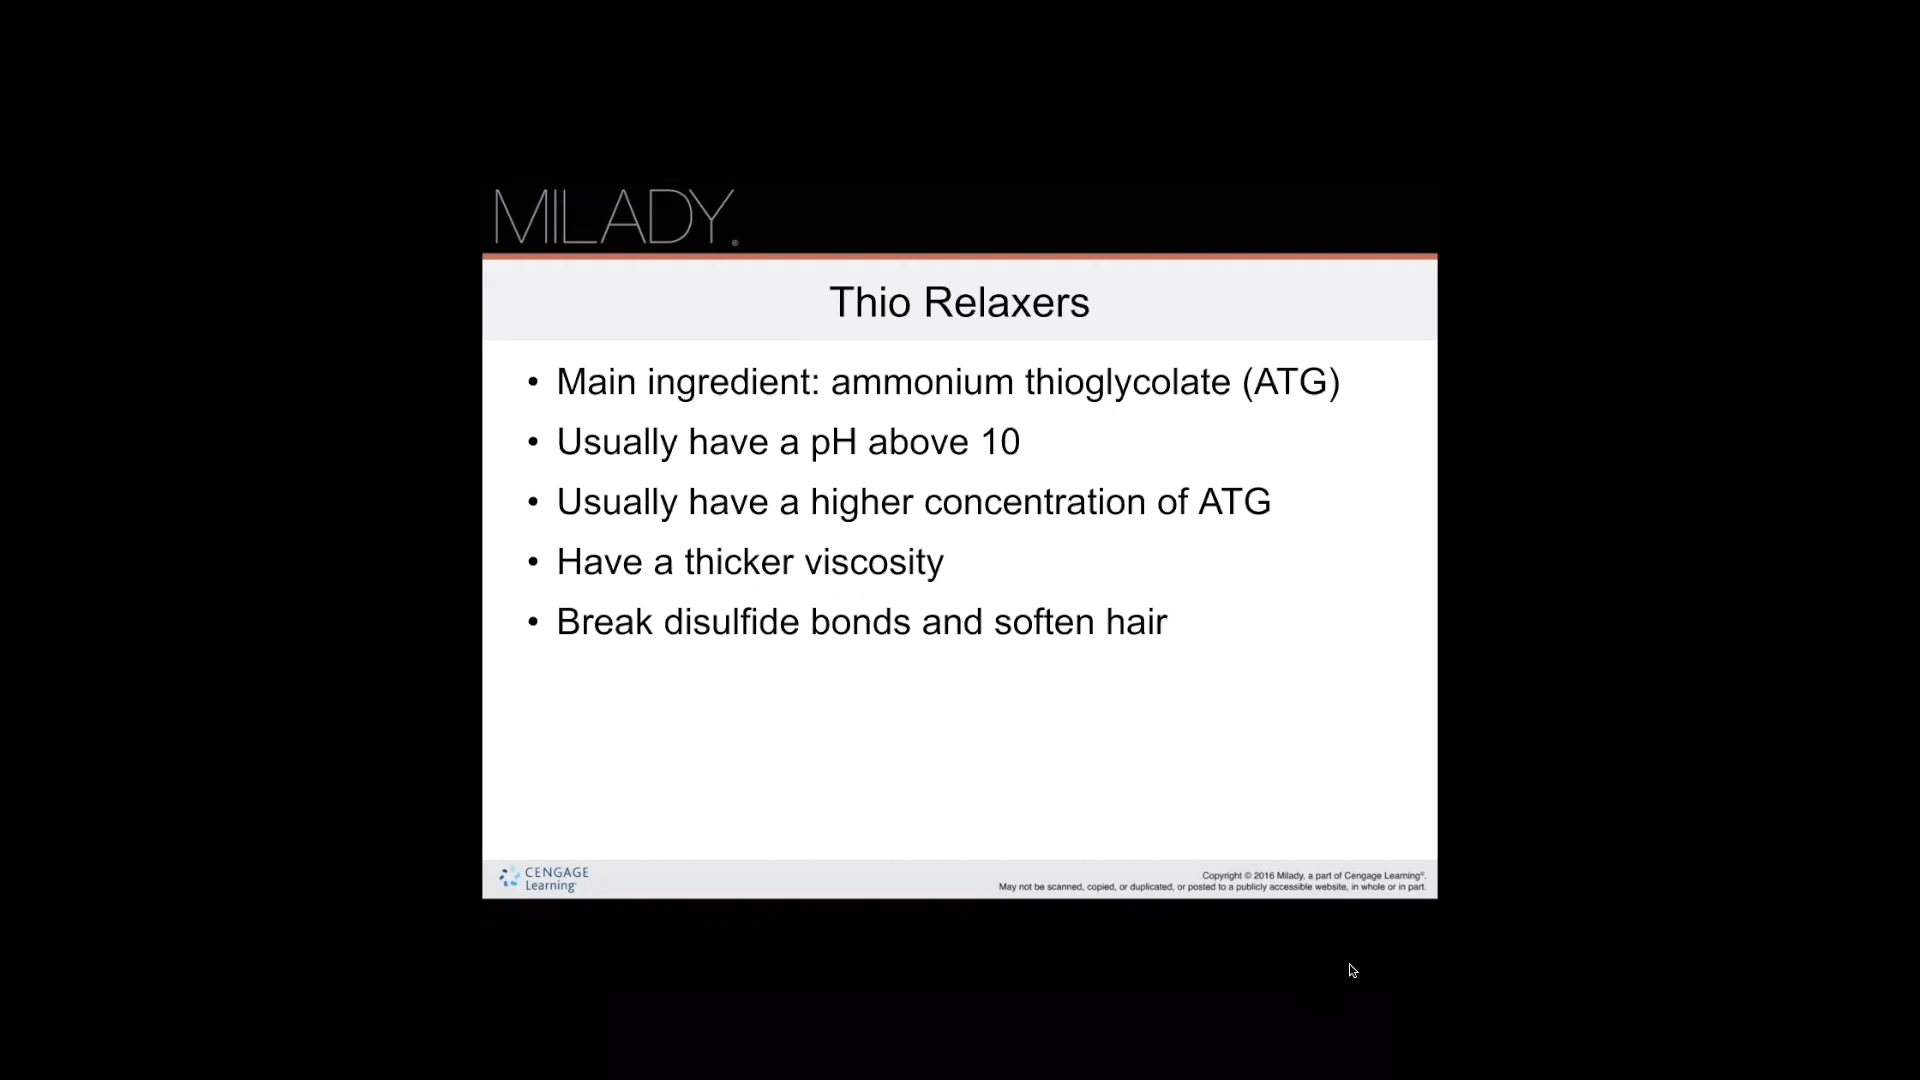 MILADY®
Thio Relaxers
• Main ingredient: ammonium thioglycolate (ATG)
• Usually have a pH above 10
• Usually have a higher concentration of ATG
• Have a thicker viscosity
• Break disulfide bonds and soften hair
CENGAGE
Learning
Copyright © 2016 Milady, a part of Cengage Learning®.
May not be scanned, copied, or duplicated, or posted to a publicly accessible website, in whole or in part.